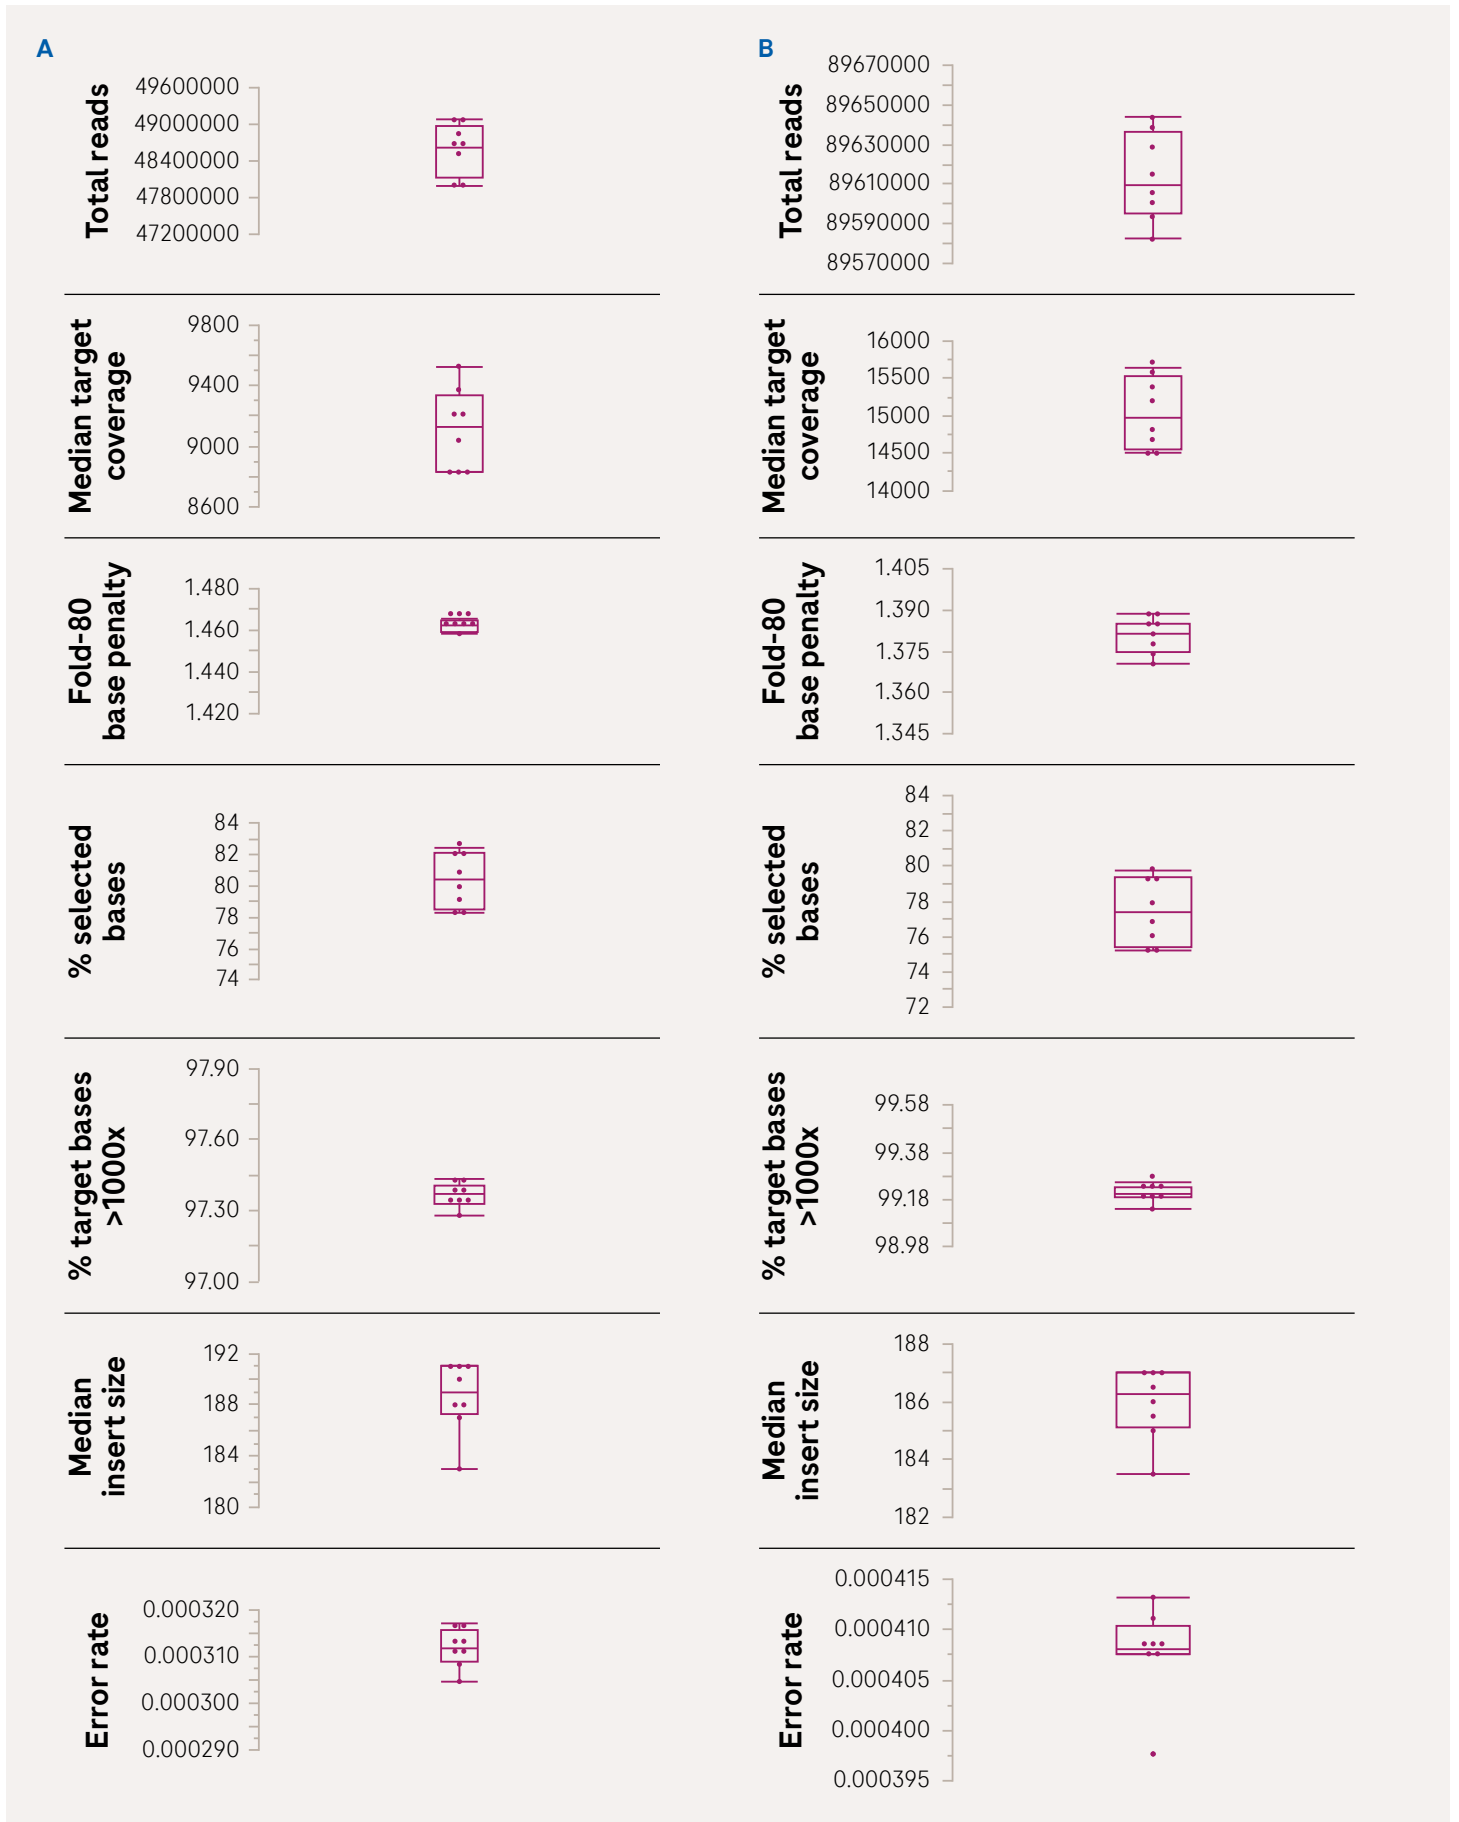 A
Total reads
49600000
49000000
48400000
47800000
47200000
Median target
coverage
9800
9400
9000
8600
Fold-80
base penalty
1.480
1.460
1.440
1.420
% selected
bases
84
82
80
78
76
74
% target bases
>1000x
97.90
97.60
97.30
97.00
Median
insert size
192
188
184
180
Error rate
0.000320
0.000310
0.000300
0.000290
B
Total reads
89670000
89650000
89630000
89610000
89590000
89570000
Median target
coverage
16000
15500
15000
14500
14000
Fold-80
base penalty
1.405
1.390
1.375
1.360
1.345
% selected
bases
84
82
80
78
76
74
72
% target bases
>1000x
99.58
99.38
99.18
98.98
Median
insert size
188
186
184
182
Error rate
0.000415
0.000410
0.000405
0.000400
0.000395